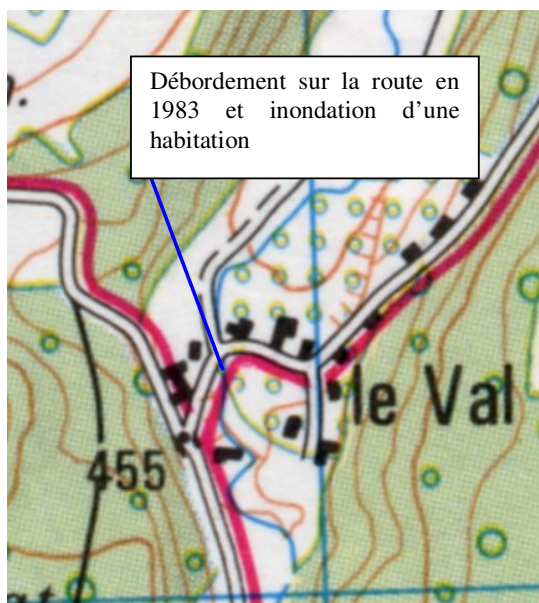 Débordement sur la route en
1983 et inondation d'une
habitation
le Val
455